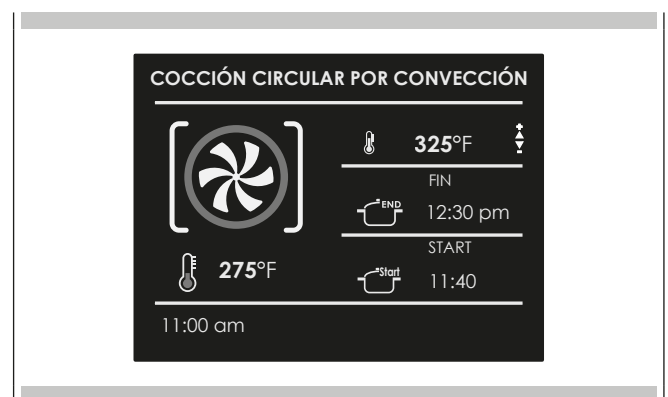 COCCIÓN CIRCULAR POR CONVECCIÓN
325°F
FIN
END
12:30 pm
START
Start
11:40
275°F
11:00 am